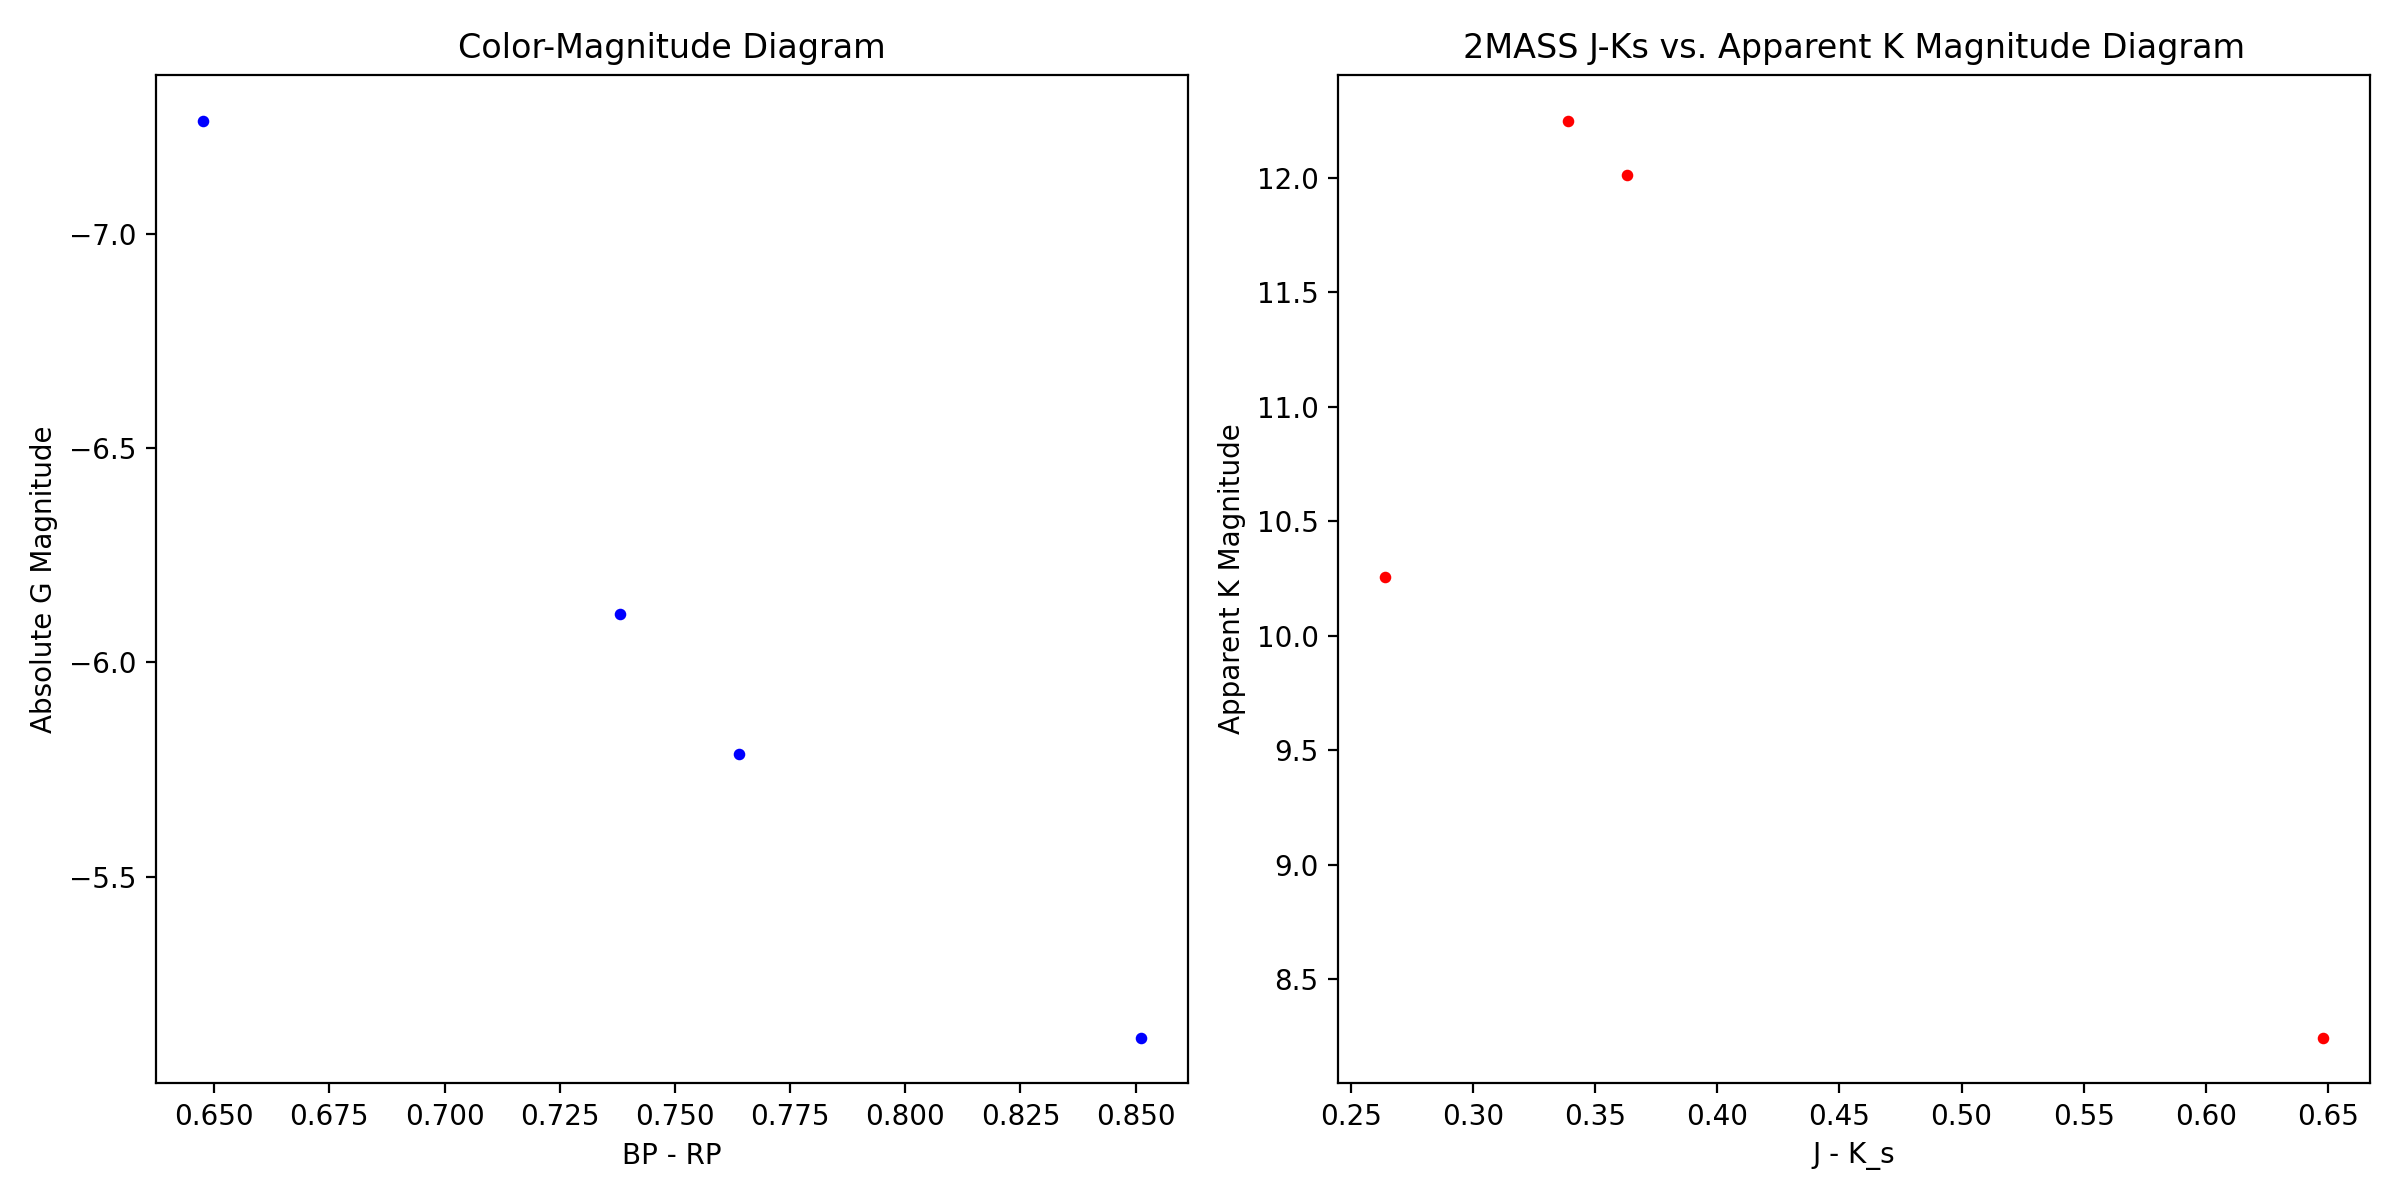 Color-Magnitude Diagram
Absolute G Magnitude
−7.0
−6.5
−6.0
−5.5
0.650 0.675 0.700 0.725 0.750 0.775 0.800 0.825 0.850
BP - RP
2MASS J-Ks vs. Apparent K Magnitude Diagram
Apparent K Magnitude
12.0
11.5
11.0
10.5
10.0
9.5
9.0
8.5
0.25 0.30 0.35 0.40 0.45 0.50 0.55 0.60 0.65
J - K_s